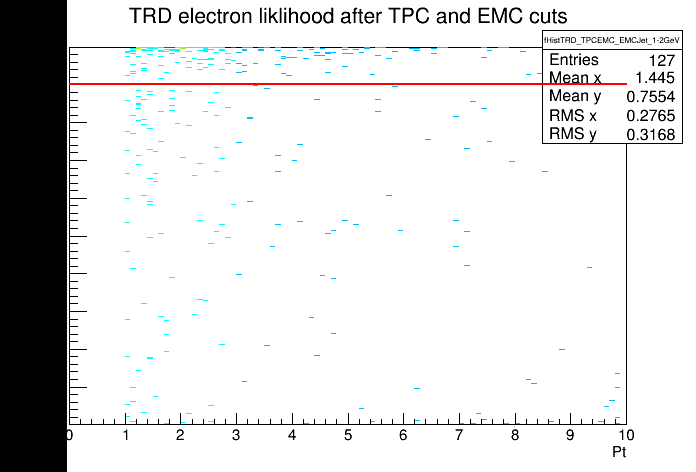 TRD electron liklihood after TPC and EMC cuts
fHistTRD_TPCEMC_EMCJet_1-2GeV
Entries 127
Mean x 1.445
Mean y 0.7554
RMS x 0.2765
RMS y 0.3168
0 1 2 3 4 5 6 7 8 9 10
Pt